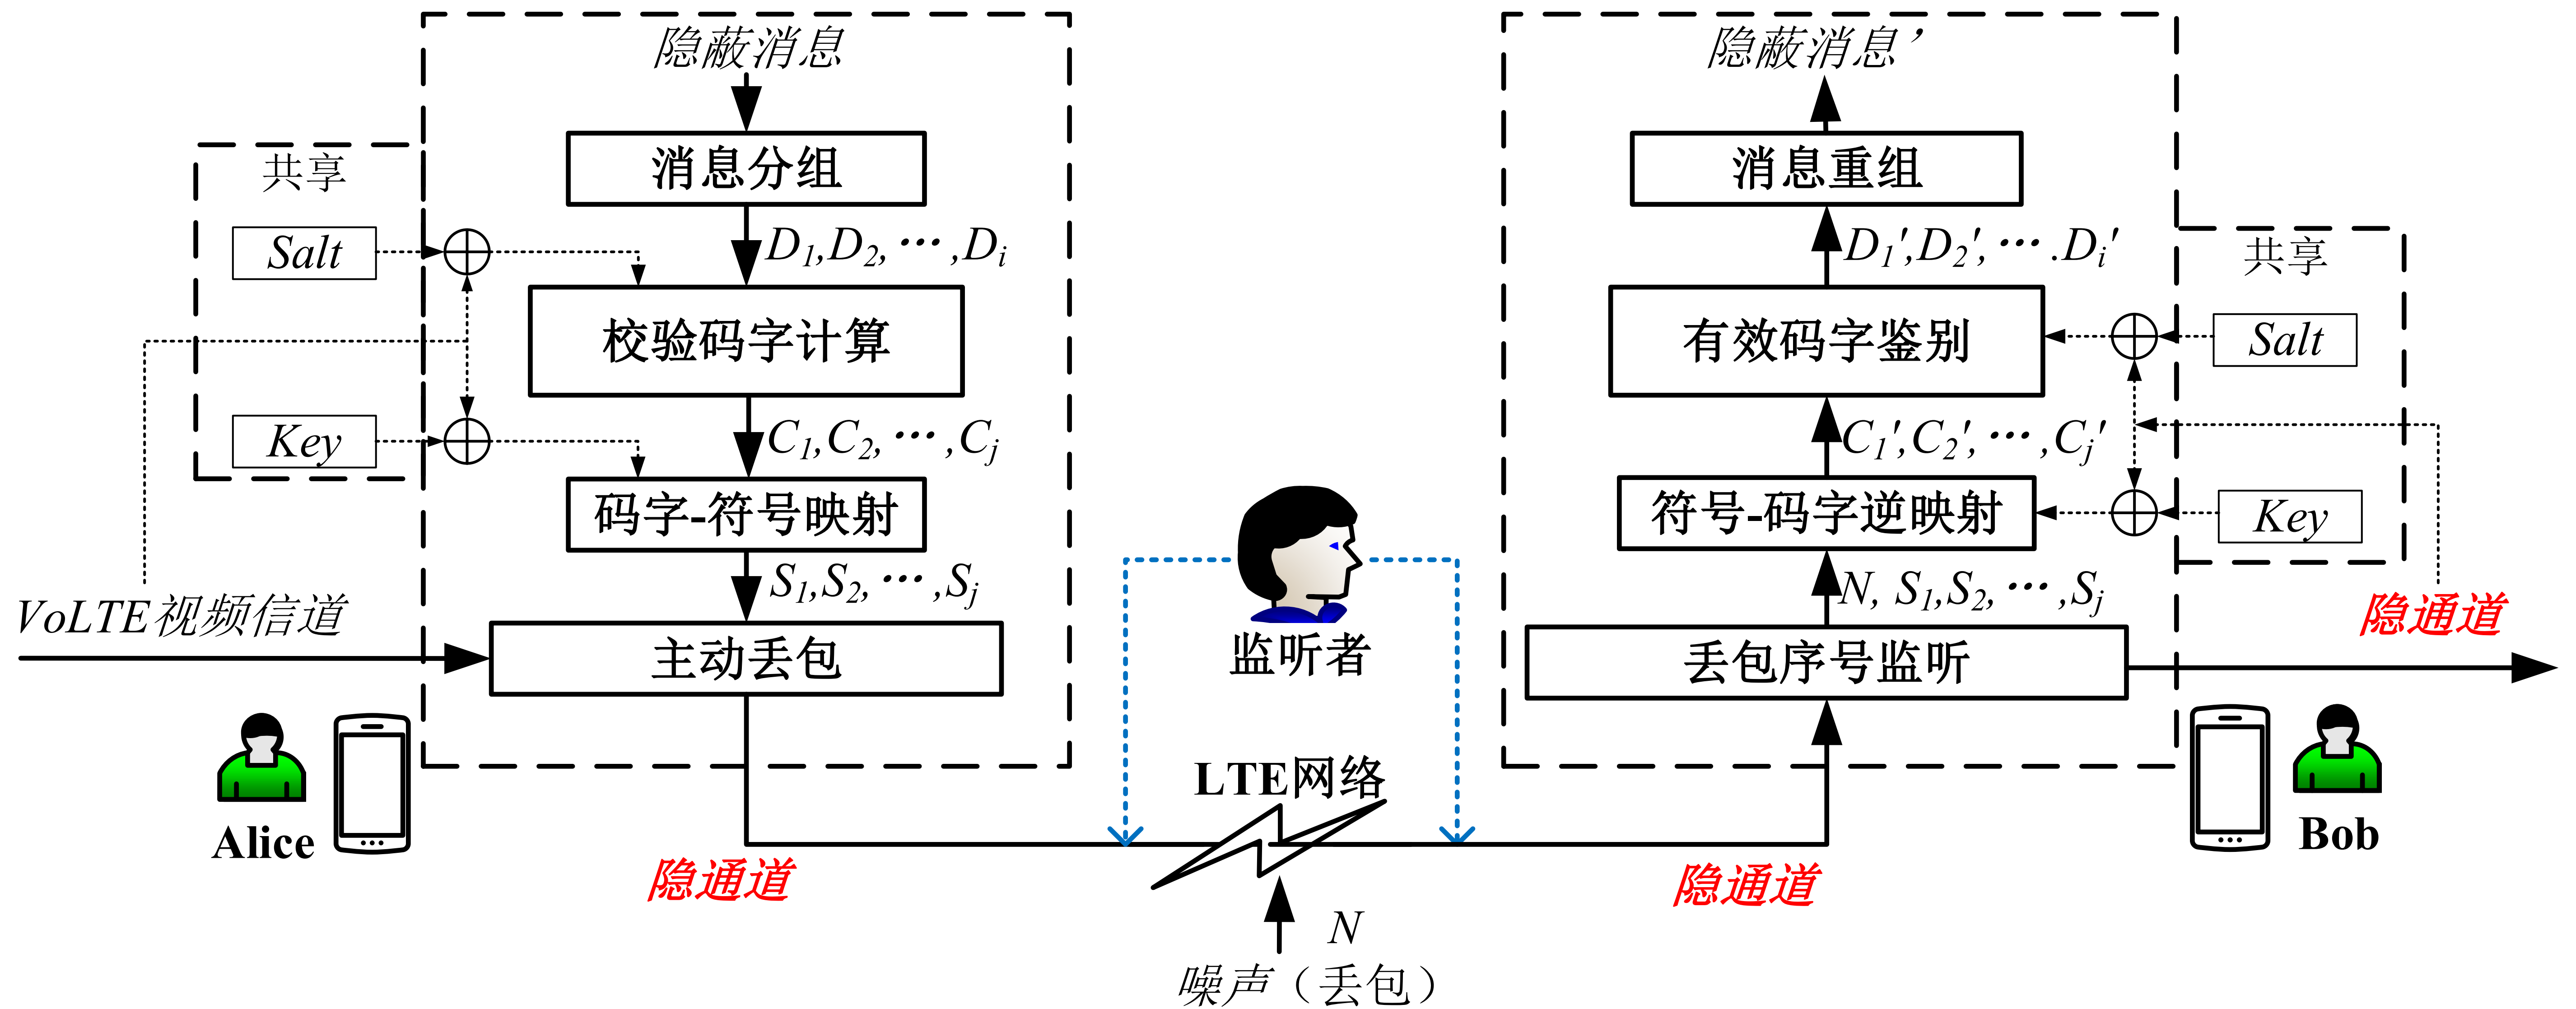 隐蔽消息
消息分组
共享
Salt
D1,D2,…,Di
校验码字计算
Key
C1,C2,…,Cj
码字-符号映射
S1,S2,…,Sj
VoLTE视频信道
主动丢包
Alice
隐通道
监听者
LTE网络
N
噪声（丢包）
隐蔽消息’
消息重组
D1',D2',….Di'
共享
有效码字鉴别
Salt
C1',C2',…,Cj'
符号-码字逆映射
Key
N, S1,S2,…,Sj
隐通道
丢包序号监听
Bob
隐通道